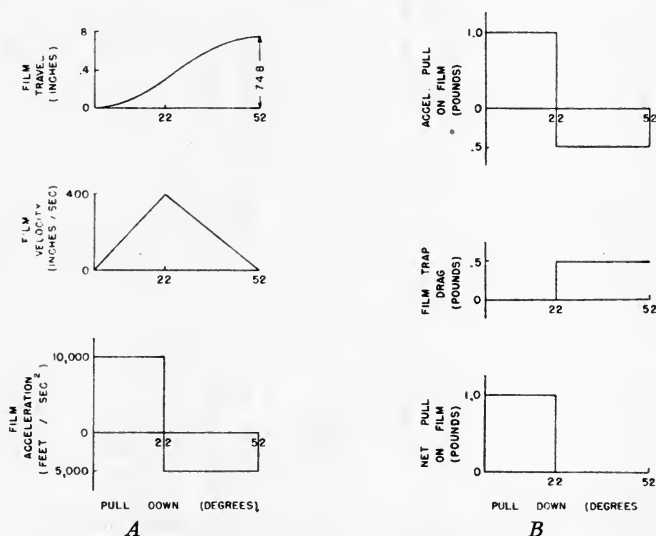 FILM
TRAVEL
(INCHES)
8
.4
0
22
52
.748
FILM
VELOCITY
(INCHES / SEC)
400
0
22
52
FILM
ACCELERATION
(FEET / SEC²)
10,000
0
5,000
22
52
PULL DOWN (DEGREES)
A
ACCEL. PULL
ON FILM
(POUNDS)
1.0
0
.5
22
52
FILM TRAP
DRAG
(POUNDS)
.5
0
22
52
NET PULL
ON FILM
(POUNDS)
1,0
0
22
52
PULL DOWN (DEGREES
B